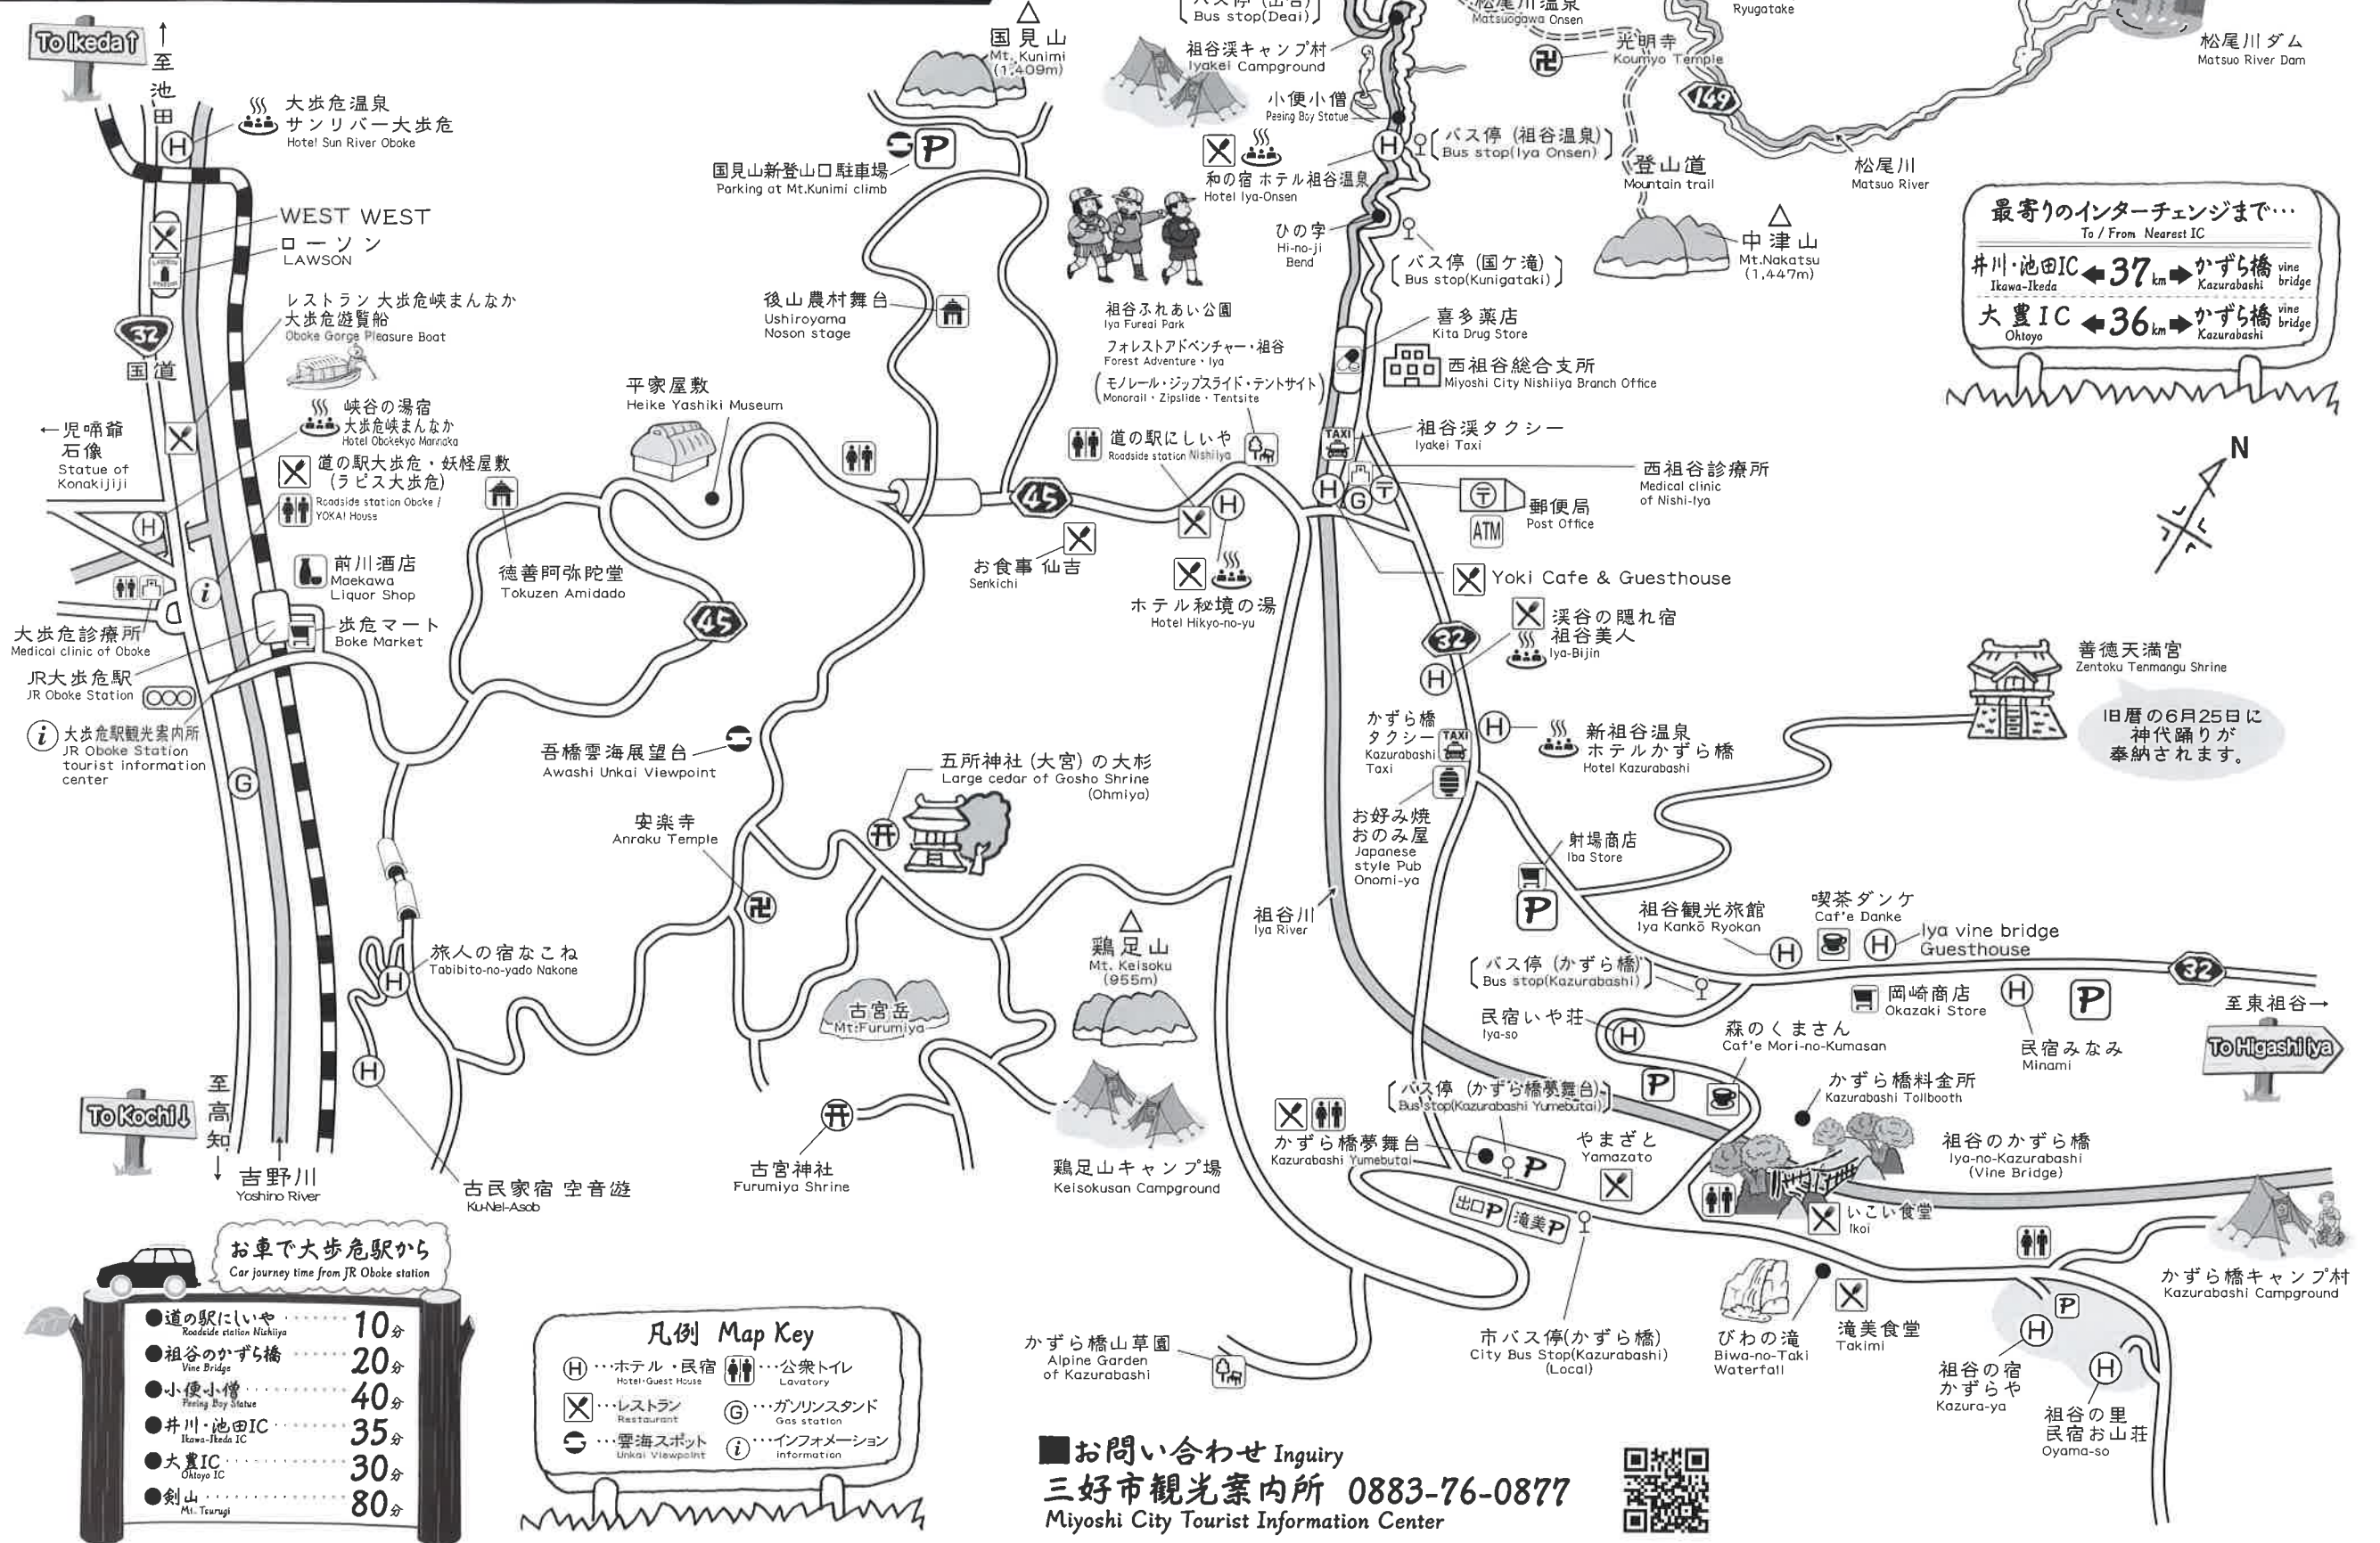 To Ikeda↑
↑
至
池
田
大歩危温泉
サンリバー大歩危
Hotel Sun River Oboke
WEST WEST
ローソン
LAWSON
32
国道
レストラン 大歩危峡まんなか
大歩危遊覧船
Oboke Gorge Pleasure Boat
峡谷の湯宿
大歩危峡まんなか
Hotel Obokekyo Mannaka
←児啼爺
石像
Statue of
Konakijiji
道の駅大歩危・妖怪屋敷
(ラピス大歩危)
Roadside station Oboke /
YOKAI House
前川酒店
Maekawa
Liquor Shop
歩危マート
Boke Market
大歩危診療所
Medical clinic of Oboke
JR大歩危駅
JR Oboke Station
大歩危駅観光案内所
JR Oboke Station
tourist information
center
To Kochi↓
至
高
知
↓
吉野川
Yoshino River
国見山
Mt. Kunimi
(1,409m)
国見山新登山口駐車場
Parking at Mt.Kunimi climb
後山農村舞台
Ushiroyama
Noson stage
平家屋敷
Heike Yashiki Museum
徳善阿弥陀堂
Tokuzen Amidado
45
45
お食事 仙吉
Senkichi
吾橋雲海展望台
Awashi Unkai Viewpoint
五所神社(大宮)の大杉
Large cedar of Gosho Shrine
(Ohmiya)
安楽寺
Anraku Temple
旅人の宿なこね
Tabibito-no-yado Nakone
古民家宿 空音遊
Ku-Nel-Asob
古宮岳
Mt.Furumiya
古宮神社
Furumiya Shrine
鶏足山
Mt. Keisoku
(955m)
鶏足山キャンプ場
Keisokusan Campground
バス停 (出合)
Bus stop(Deai)
祖谷渓キャンプ村
Iyakei Campground
小便小僧
Peeing Boy Statue
松尾川温泉
Matsuogawa Onsen
Ryugatake
光明寺
Koumyo Temple
149
松尾川ダム
Matsuo River Dam
バス停 (祖谷温泉)
Bus stop(Iya Onsen)
和の宿 ホテル祖谷温泉
Hotel Iya-Onsen
登山道
Mountain trail
松尾川
Matsuo River
ひの字
Hi-no-ji
Bend
バス停 (国ケ滝)
Bus stop(Kunigataki)
中津山
Mt.Nakatsu
(1,447m)
最寄りのインターチェンジまで…
To / From Nearest IC
井川・池田IC ⬅37km➡ かずら橋 vine bridge
Ikawa-Ikeda Kazurabashi
大豊IC ⬅36km➡ かずら橋 vine bridge
Ohtoyo Kazurabashi
N
祖谷ふれあい公園
Iya Fureai Park
フォレストアドベンチャー・祖谷
Forest Adventure・Iya
(モノレール・ジップスライド・テントサイト)
Monorail・Zipslide・Tentsite
喜多薬店
Kita Drug Store
西祖谷総合支所
Miyoshi City Nishiiya Branch Office
道の駅にしいや
Roadside station Nishiiya
TAXI
祖谷渓タクシー
Iyakei Taxi
西祖谷診療所
Medical clinic
of Nishi-Iya
郵便局
Post Office
ATM
ホテル秘境の湯
Hotel Hikyo-no-yu
Yoki Cafe & Guesthouse
渓谷の隠れ宿
祖谷美人
Iya-Bijin
32
善徳天満宮
Zentoku Tenmangu Shrine
旧暦の6月25日に
神代踊りが
奉納されます。
かずら橋
タクシー
Kazurabashi
Taxi
TAXI
新祖谷温泉
ホテルかずら橋
Hotel Kazurabashi
お好み焼
おのみ屋
Japanese
style Pub
Onomi-ya
射場商店
Iba Store
祖谷川
Iya River
祖谷観光旅館
Iya Kankō Ryokan
喫茶ダンケ
Caf'e Danke
Iya vine bridge
Guesthouse
バス停 (かずら橋)
Bus stop(Kazurabashi)
32
至東祖谷→
To Higashi Iya
岡崎商店
Okazaki Store
民宿みなみ
Minami
民宿いや荘
Iya-so
森のくまさん
Caf'e Mori-no-Kumasan
かずら橋料金所
Kazurabashi Tollbooth
バス停 (かずら橋夢舞台)
Bus stop(Kazurabashi Yumebutai)
かずら橋夢舞台
Kazurabashi Yumebutai
やまざと
Yamazato
祖谷のかずら橋
Iya-no-Kazurabashi
(Vine Bridge)
出口P
滝美P
いこい食堂
Ikoi
かずら橋キャンプ村
Kazurabashi Campground
市バス停(かずら橋)
City Bus Stop(Kazurabashi)
(Local)
びわの滝
Biwa-no-Taki
Waterfall
滝美食堂
Takimi
祖谷の宿
かずらや
Kazura-ya
祖谷の里
民宿お山荘
Oyama-so
かずら橋山草園
Alpine Garden
of Kazurabashi
お車で大歩危駅から
Car journey time from JR Oboke station
●道の駅にしいや ······· 10分
Roadside station Nishiiya
●祖谷のかずら橋 ······ 20分
Vine Bridge
●小便小僧 ·········· 40分
Peeing Boy Statue
●井川・池田IC ······· 35分
Ikawa-Ikeda IC
●大豊IC ··········· 30分
Ohtoyo IC
●剣山 ············· 80分
Mt. Tsurugi
凡例 Map Key
H …ホテル・民宿
Hotel・Guest House
…公衆トイレ
Lavatory
…レストラン
Restaurant
G …ガソリンスタンド
Gas station
…雲海スポット
Unkai Viewpoint
i …インフォメーション
information
■お問い合わせ Inguiry
三好市観光案内所 0883-76-0877
Miyoshi City Tourist Information Center